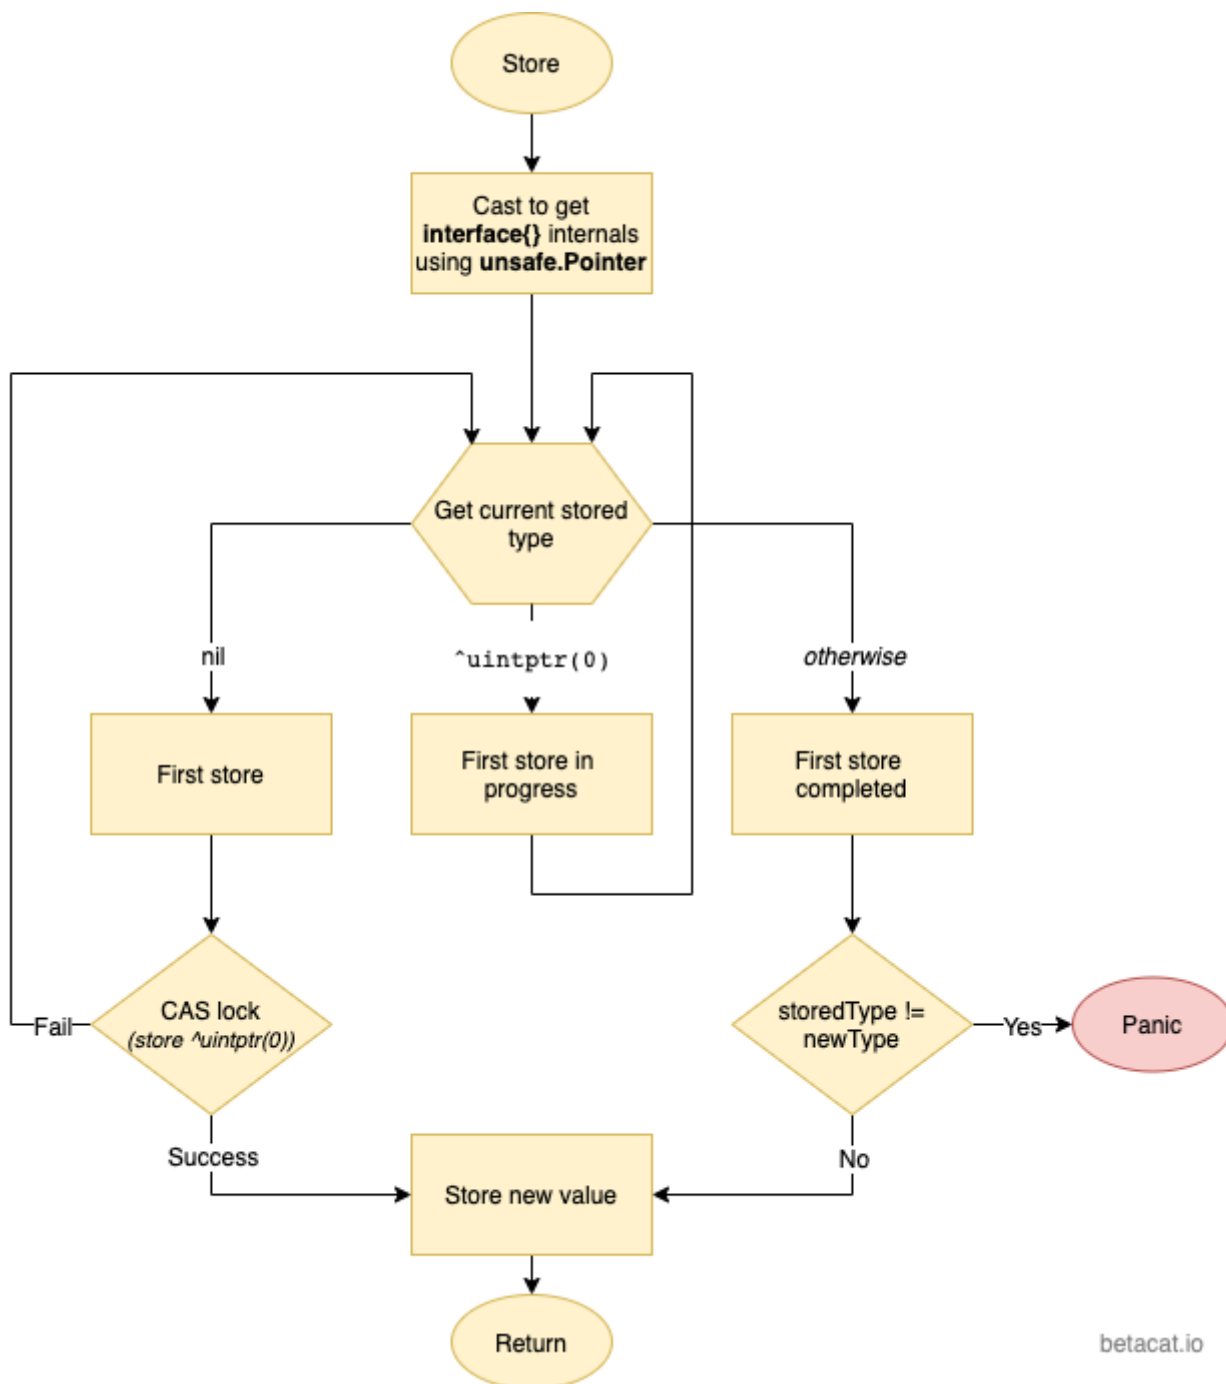 Store
Cast to get
interface{} internals
using unsafe.Pointer
Get current stored
type
nil
^uintptr(0)
otherwise
First store
First store in
progress
First store
completed
CAS lock
(store ^uintptr(0))
storedType !=
newType
Fail
Yes
Panic
Success
No
Store new value
Return
betacat.io